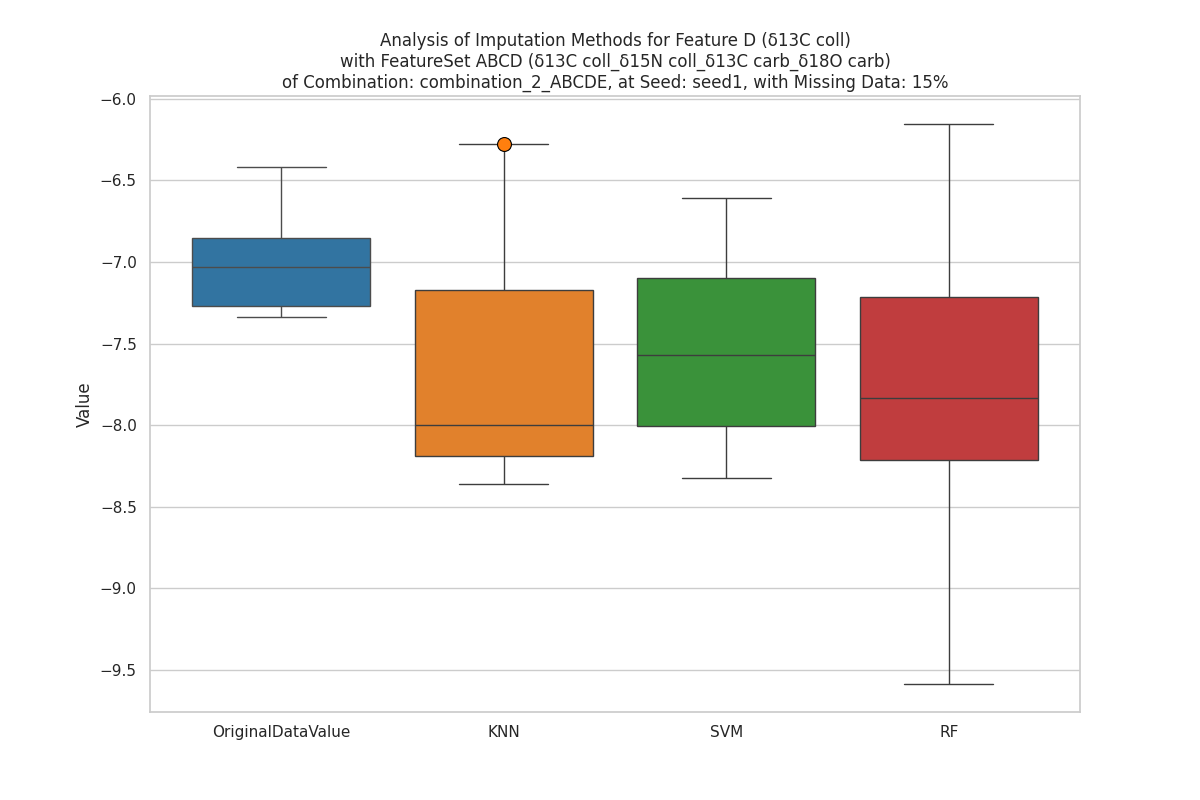 Analysis of Imputation Methods for Feature D (δ13C coll)
with FeatureSet ABCD (δ13C coll_δ15N coll_δ13C carb_δ18O carb)
of Combination: combination_2_ABCDE, at Seed: seed1, with Missing Data: 15%
−6.0
−6.5
−7.0
−7.5
−8.0
−8.5
−9.0
−9.5
Value
OriginalDataValue KNN SVM RF